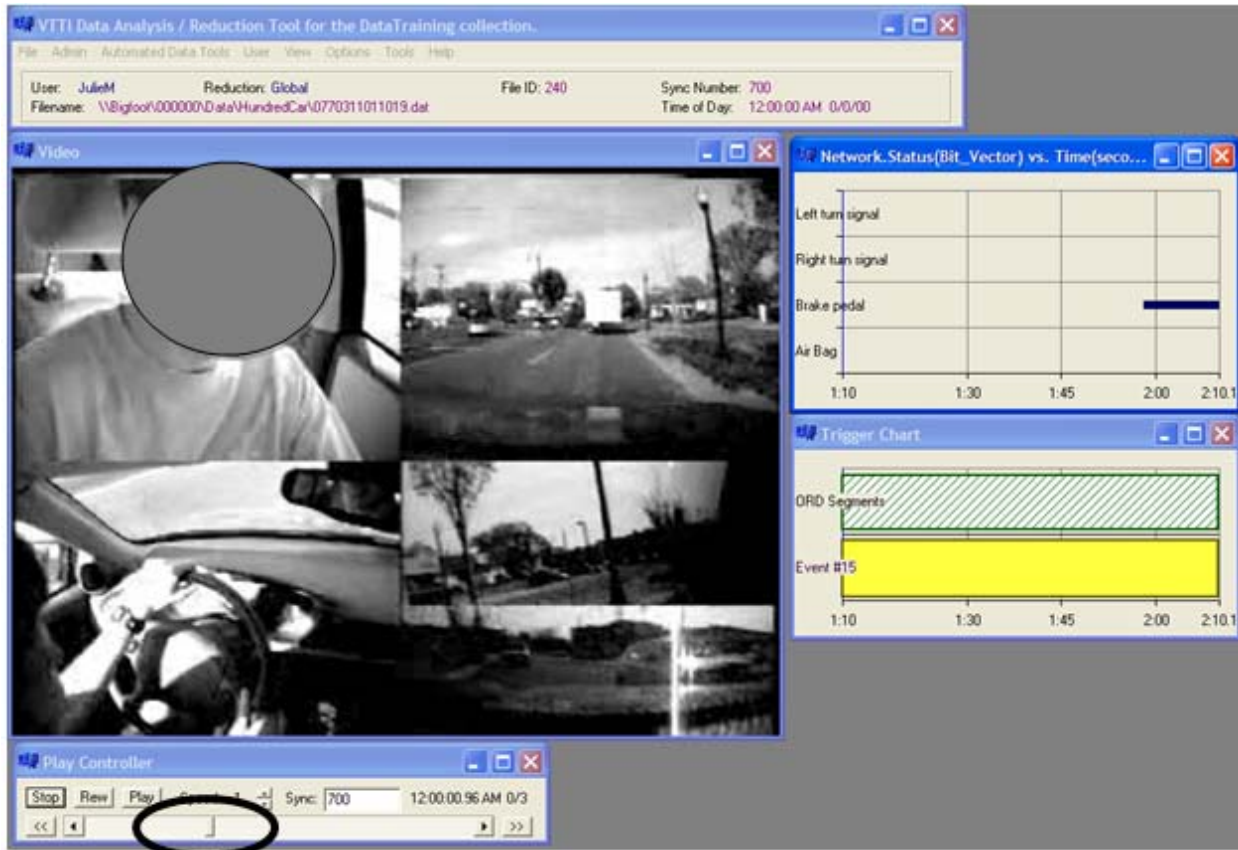 VTTI Data Analysis / Reduction Tool for the DataTraining collection.
File Admin Automated Data Tools User View Options Tools Help
User: JulieM Reduction: Global File ID: 240 Sync Number: 700
Filename: \\Bigfoot\000000\Data\HundredCar\0770311011019.dat Time of Day: 12:00:00 AM 0/0/00
Video
Network.Status(Bit_Vector) vs. Time(seco...
Left turn signal
Right turn signal
Brake pedal
Air Bag
1:10 1:30 1:45 2:00 2:10.1
Trigger Chart
ORD Segments
Event #15
1:10 1:30 1:45 2:00 2:10.1
Play Controller
Stop Rew Play Sync: 700 12:00:00.96 AM 0/3
<< >>